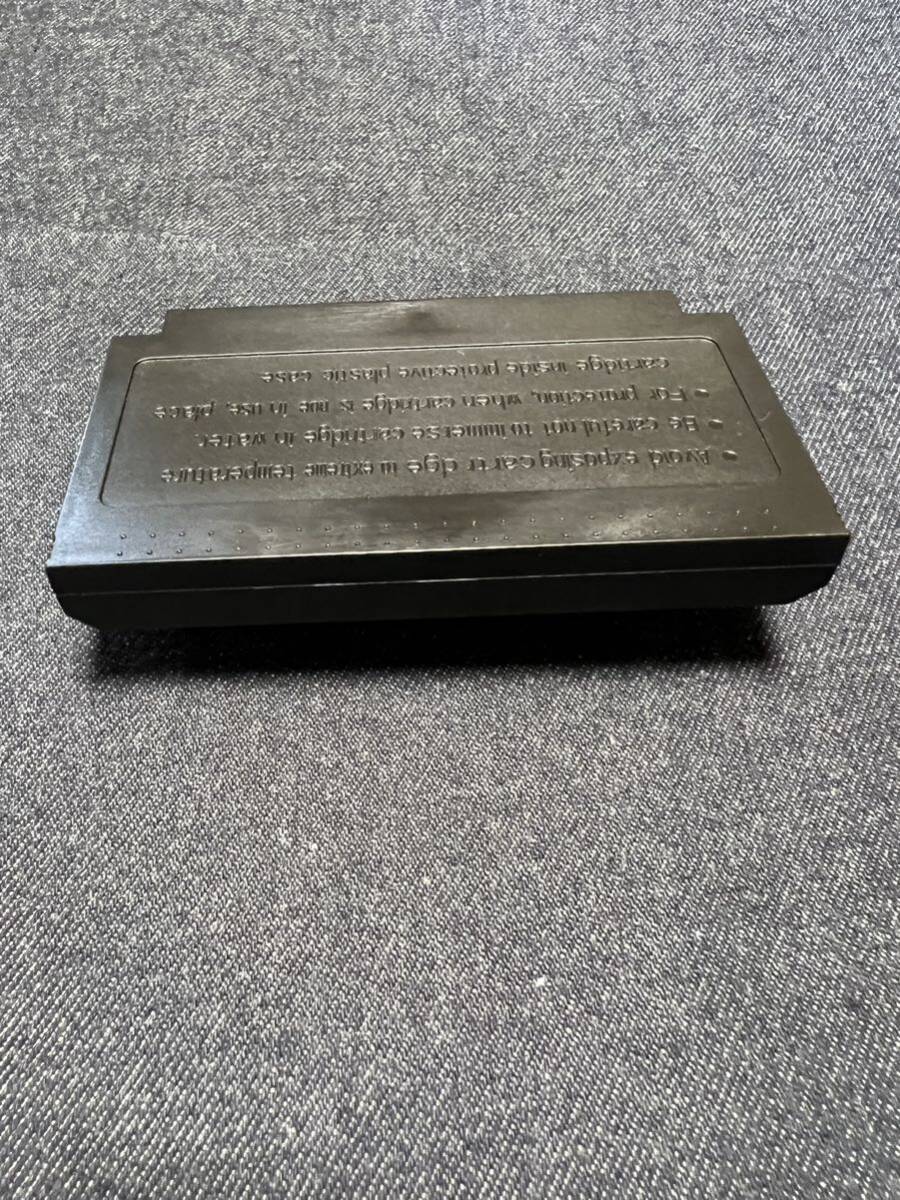 ● Avoid exposing cartr dge to extreme temperature
● Be careful not to immerse cartridge in water
● For protection, when cartridge is not in use, place
cartridge inside protective plastic case